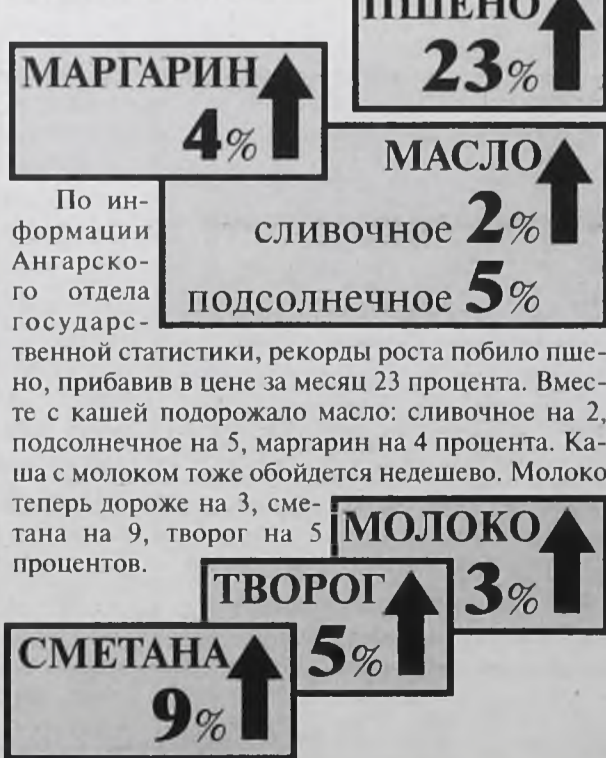 ПШЕНО
23%
МАРГАРИН
4%
МАСЛО
сливочное 2%
подсолнечное 5%
По ин-
формации
Ангарско-
го отдела
государс-
твенной статистики, рекорды роста побило пше-
но, прибавив в цене за месяц 23 процента. Вмес-
те с кашей подорожало масло: сливочное на 2,
подсолнечное на 5, маргарин на 4 процента. Ка-
ша с молоком тоже обойдется недешево. Молоко
теперь дороже на 3, сме-
тана на 9, творог на 5
процентов.
МОЛОКО
3%
ТВОРОГ
5%
СМЕТАНА
9%